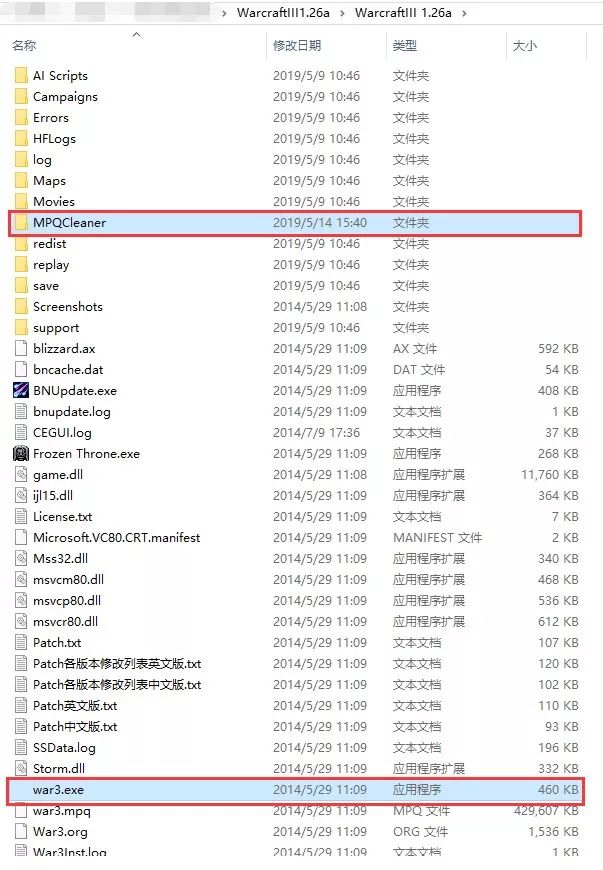 WarcraftIII1.26a › WarcraftIII 1.26a ›
名称 修改日期 类型 大小
AI Scripts 2019/5/9 10:46 文件夹
Campaigns 2019/5/9 10:46 文件夹
Errors 2019/5/9 10:46 文件夹
HFLogs 2019/5/9 10:46 文件夹
log 2019/5/9 10:46 文件夹
Maps 2019/5/9 10:46 文件夹
Movies 2019/5/9 10:46 文件夹
MPQCleaner 2019/5/14 15:40 文件夹
redist 2019/5/9 10:46 文件夹
replay 2019/5/9 10:46 文件夹
save 2019/5/9 10:46 文件夹
Screenshots 2014/5/29 11:08 文件夹
support 2019/5/9 10:46 文件夹
blizzard.ax 2014/5/29 11:09 AX 文件 592 KB
bncache.dat 2014/5/29 11:09 DAT 文件 54 KB
BNUpdate.exe 2014/5/29 11:09 应用程序 408 KB
bnupdate.log 2014/5/29 11:09 文本文档 1 KB
CEGUI.log 2014/7/9 17:36 文本文档 37 KB
Frozen Throne.exe 2014/5/29 11:09 应用程序 268 KB
game.dll 2014/5/29 11:08 应用程序扩展 11,760 KB
ijl15.dll 2014/5/29 11:09 应用程序扩展 364 KB
License.txt 2014/5/29 11:09 文本文档 7 KB
Microsoft.VC80.CRT.manifest 2014/5/29 11:09 MANIFEST 文件 2 KB
Mss32.dll 2014/5/29 11:09 应用程序扩展 340 KB
msvcm80.dll 2014/5/29 11:09 应用程序扩展 468 KB
msvcp80.dll 2014/5/29 11:09 应用程序扩展 536 KB
msvcr80.dll 2014/5/29 11:09 应用程序扩展 612 KB
Patch.txt 2014/5/29 11:09 文本文档 107 KB
Patch各版本修改列表英文版.txt 2014/5/29 11:09 文本文档 120 KB
Patch各版本修改列表中文版.txt 2014/5/29 11:09 文本文档 102 KB
Patch英文版.txt 2014/5/29 11:09 文本文档 110 KB
Patch中文版.txt 2014/5/29 11:09 文本文档 93 KB
SSData.log 2014/5/29 11:09 文本文档 196 KB
Storm.dll 2014/5/29 11:09 应用程序扩展 332 KB
war3.exe 2014/5/29 11:09 应用程序 460 KB
war3.mpq 2014/5/29 11:09 MPQ 文件 429,607 KB
War3.org 2014/5/29 11:09 ORG 文件 1,536 KB
War3Inst.log 2014/5/29 11:09 文本文档 1 KB